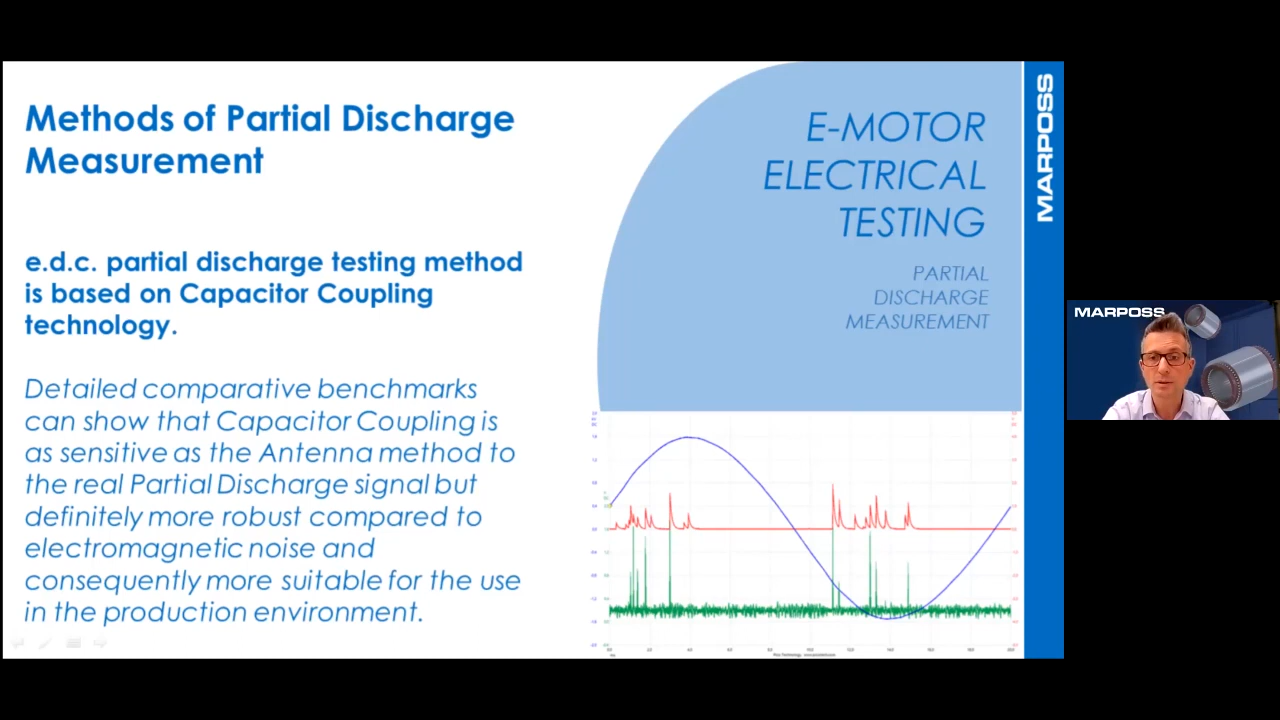 Methods of Partial Discharge
Measurement
e.d.c. partial discharge testing method
is based on Capacitor Coupling
technology.
Detailed comparative benchmarks
can show that Capacitor Coupling is
as sensitive as the Antenna method to
the real Partial Discharge signal but
definitely more robust compared to
electromagnetic noise and
consequently more suitable for the use
in the production environment.
E-MOTOR
ELECTRICAL
TESTING
PARTIAL
DISCHARGE
MEASUREMENT
MARPOSS
MARPOSS